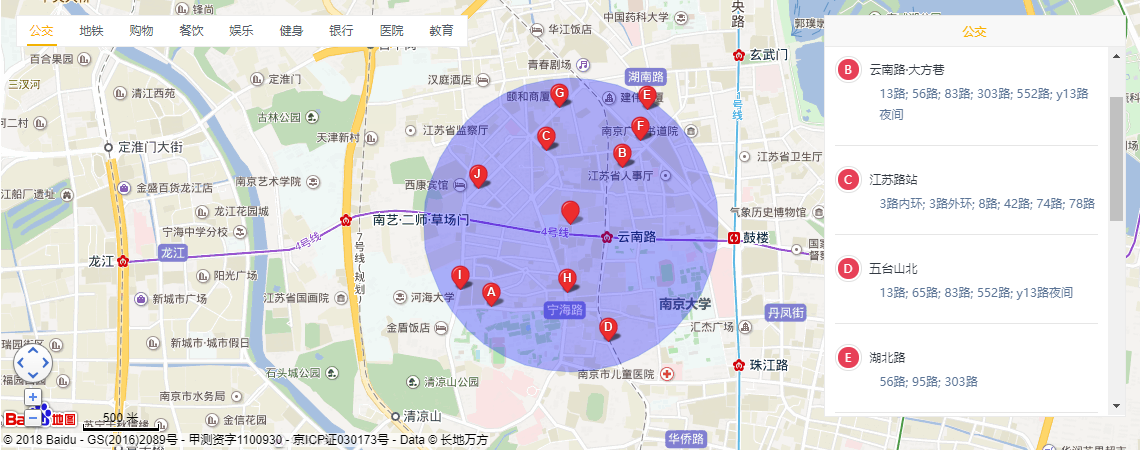 锋尚
中国药科大学
央路
华江饭店
郭璞墩
公交 地铁 购物 餐饮 娱乐 健身 银行 医院 教育
公交
百合果园
青春剧场
玄武门
三汊河
清江西苑
定淮门
汉庭酒店
湖南路
颐和商厦
G
E
1号线
古林公园
天津新村
江苏省监察厅
C
F
B
定淮门大街
江苏省卫生厅
金盛百货龙江店
南京艺术学院
西康宾馆
J
江苏省人事厅
江船厂遗址
龙江花园城
宁海中学分校
南艺·二师·草场门
4号线
云南路
鼓楼
气象历史博物馆
龙江
龙江
4号线
7号线(规划)
阳光广场
新城市广场
江苏省国画院
河海大学
I
A
H
宁海路
南京大学
丹凤街
新城市·城市假日
金盾饭店
D
汇杰广场
珠江路
石头城公园
清凉山公园
南京市儿童医院
南京市水务局
金信花园
清凉山
500 米
华侨路
Bai 地图
© 2018 Baidu - GS(2016)2089号 - 甲测资字1100930 - 京ICP证030173号 - Data © 长地万方
B 云南路·大方巷
13路; 56路; 83路; 303路; 552路; y13路
夜间
C 江苏路站
3路内环; 3路外环; 8路; 42路; 74路; 78路
D 五台山北
13路; 65路; 83路; 552路; y13路夜间
E 湖北路
56路; 95路; 303路